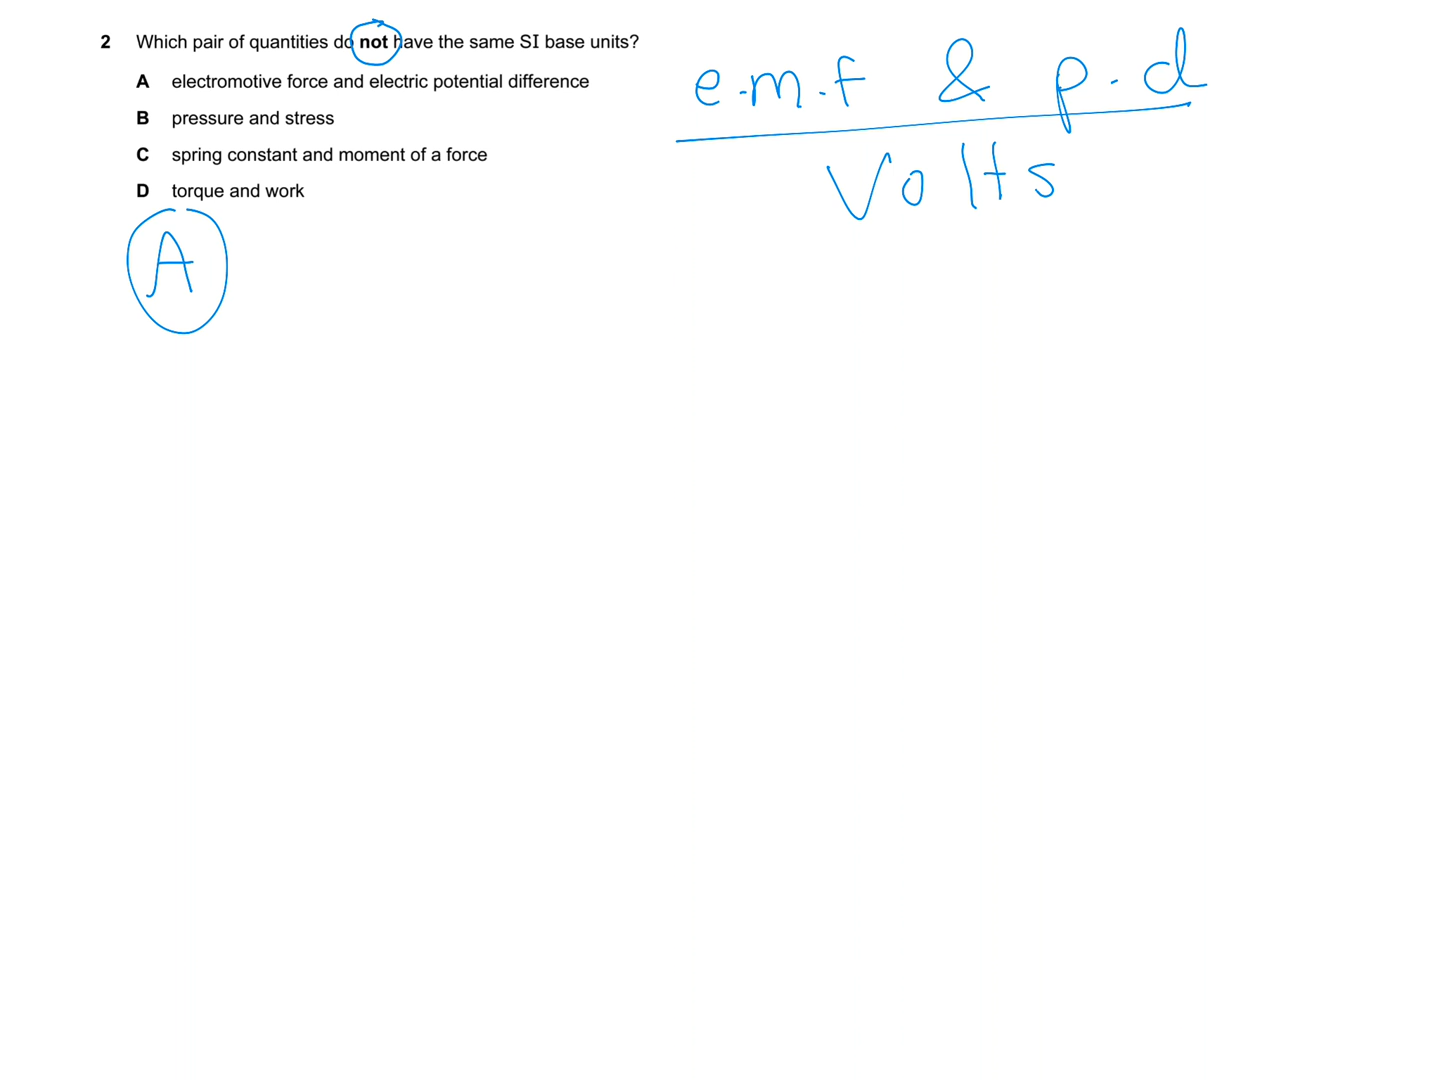 2 Which pair of quantities do not have the same SI base units?
A electromotive force and electric potential difference
B pressure and stress
C spring constant and moment of a force
D torque and work
A
e.m.f & p.d
Volts